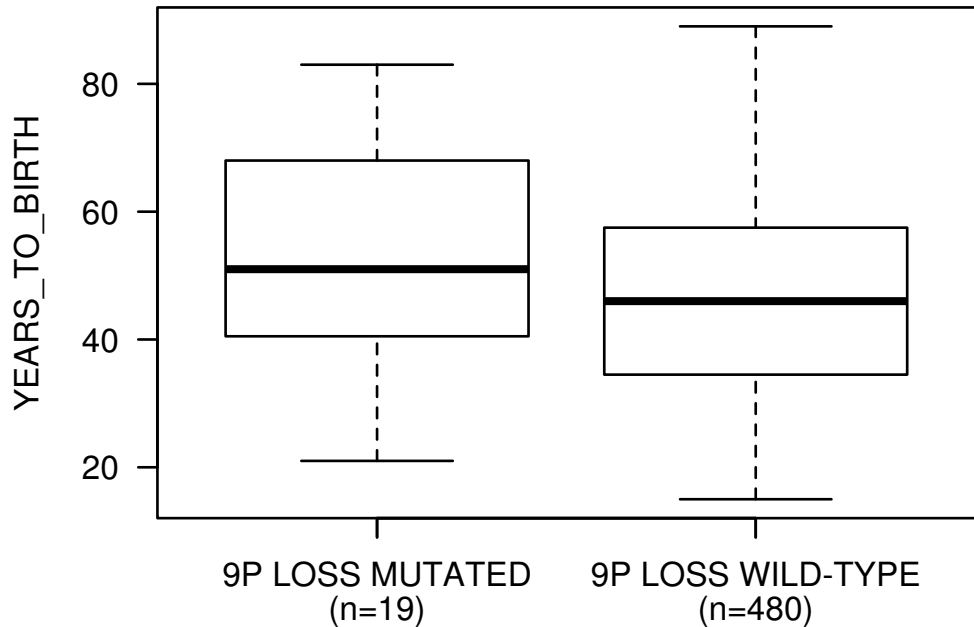 YEARS_TO_BIRTH
80
60
40
20
9P LOSS MUTATED
(n=19)
9P LOSS WILD-TYPE
(n=480)